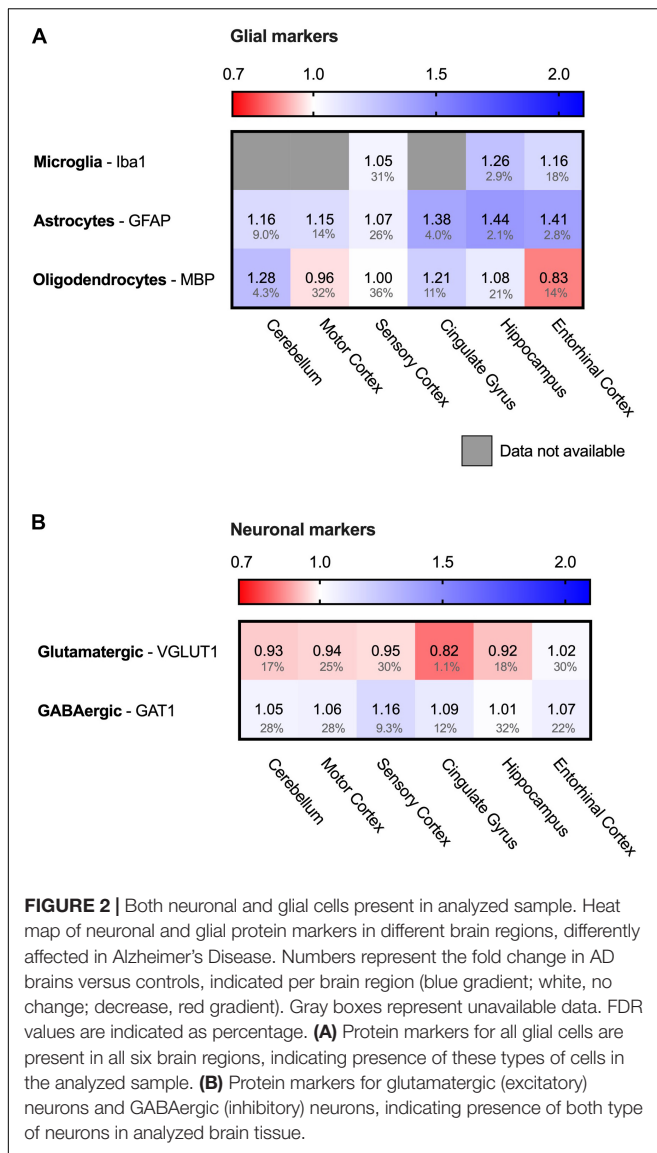 A
Glial markers
0.7 1.0 1.5 2.0
Microglia - Iba1
1.05 1.26 1.16
31% 2.9% 18%
Astrocytes - GFAP
1.16 1.15 1.07 1.38 1.44 1.41
9.0% 14% 26% 4.0% 2.1% 2.8%
Oligodendrocytes - MBP
1.28 0.96 1.00 1.21 1.08 0.83
4.3% 32% 36% 11% 21% 14%
Cerebellum
Motor Cortex
Sensory Cortex
Cingulate Gyrus
Hippocampus
Entorhinal Cortex
Data not available
B
Neuronal markers
0.7 1.0 1.5 2.0
Glutamatergic - VGLUT1
0.93 0.94 0.95 0.82 0.92 1.02
17% 25% 30% 1.1% 18% 30%
GABAergic - GAT1
1.05 1.06 1.16 1.09 1.01 1.07
28% 28% 9.3% 12% 32% 22%
Cerebellum
Motor Cortex
Sensory Cortex
Cingulate Gyrus
Hippocampus
Entorhinal Cortex
FIGURE 2 | Both neuronal and glial cells present in analyzed sample. Heat
map of neuronal and glial protein markers in different brain regions, differently
affected in Alzheimer's Disease. Numbers represent the fold change in AD
brains versus controls, indicated per brain region (blue gradient; white, no
change; decrease, red gradient). Gray boxes represent unavailable data. FDR
values are indicated as percentage. (A) Protein markers for all glial cells are
present in all six brain regions, indicating presence of these types of cells in
the analyzed sample. (B) Protein markers for glutamatergic (excitatory)
neurons and GABAergic (inhibitory) neurons, indicating presence of both type
of neurons in analyzed brain tissue.